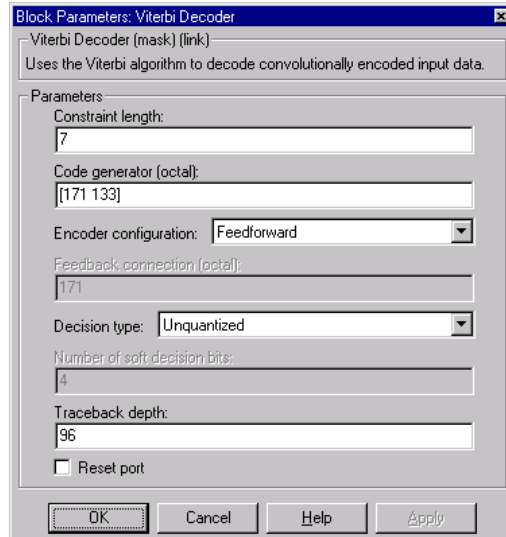 Block Parameters: Viterbi Decoder
Viterbi Decoder (mask) (link)
Uses the Viterbi algorithm to decode convolutionally encoded input data.
Parameters
Constraint length:
7
Code generator (octal):
[171 133]
Encoder configuration: Feedforward
Feedback connection (octal):
171
Decision type: Unquantized
Number of soft decision bits:
4
Traceback depth:
96
Reset port
OK Cancel Help Apply